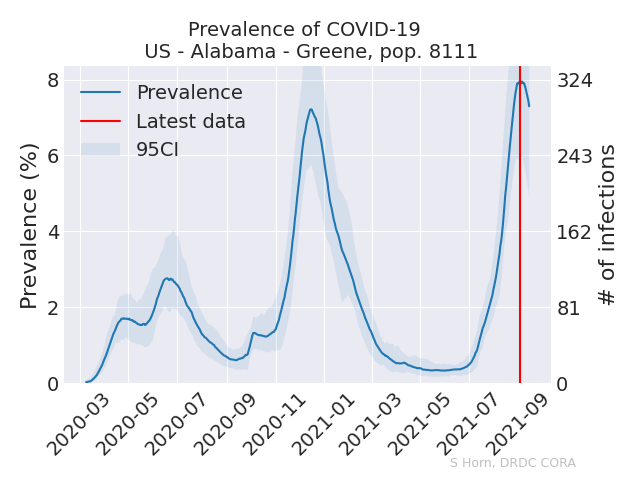 Prevalence of COVID-19
US - Alabama - Greene, pop. 8111
Prevalence (%)
8
6
4
2
0
Prevalence
Latest data
95CI
324
243
162
81
0
# of infections
2020-03
2020-05
2020-07
2020-09
2020-11
2021-01
2021-03
2021-05
2021-07
2021-09
S Horn, DRDC CORA